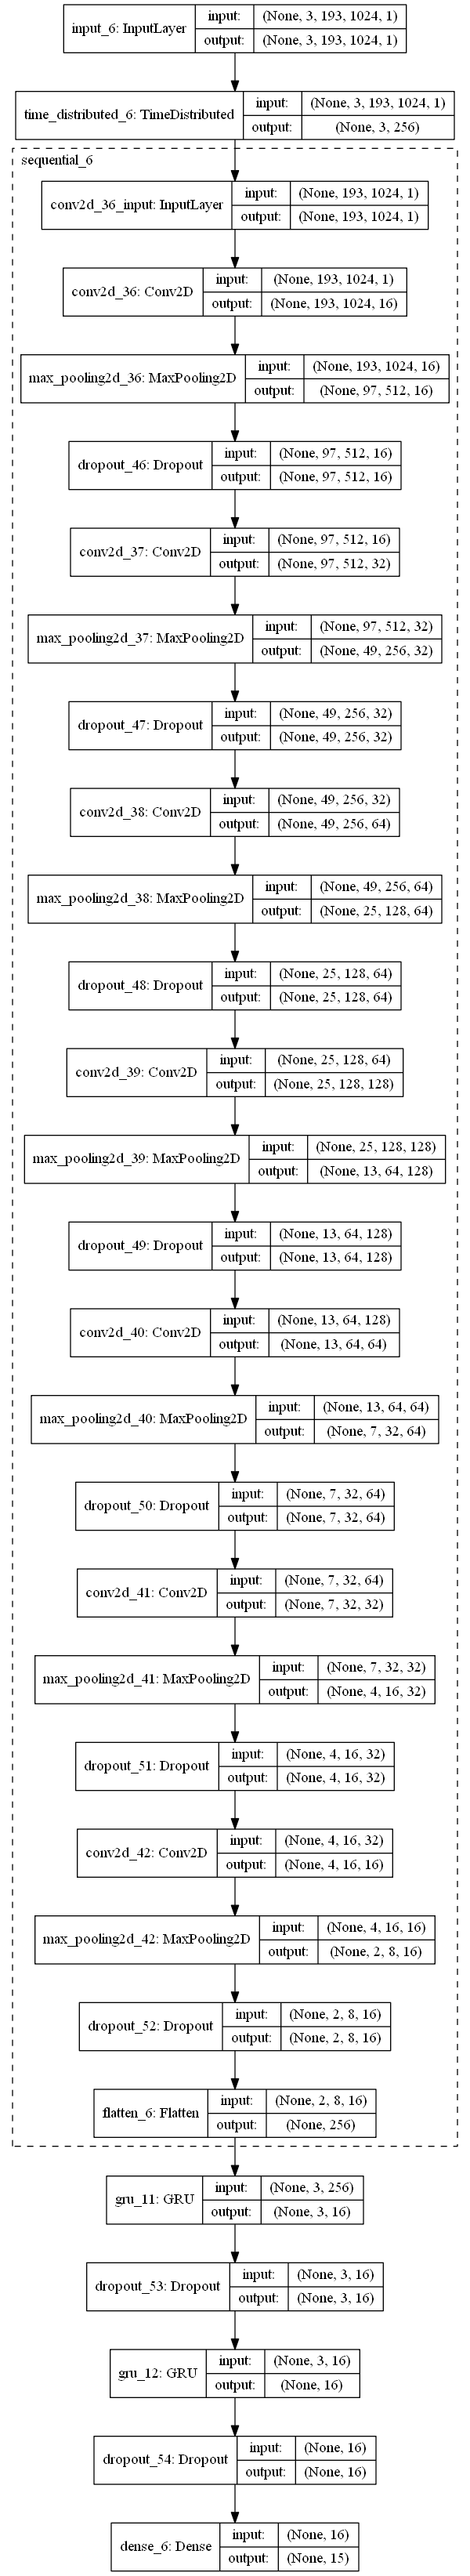 input_6: InputLayer
input: (None, 3, 193, 1024, 1)
output: (None, 3, 193, 1024, 1)
time_distributed_6: TimeDistributed
input: (None, 3, 193, 1024, 1)
output: (None, 3, 256)
sequential_6
conv2d_36_input: InputLayer
input: (None, 193, 1024, 1)
output: (None, 193, 1024, 1)
conv2d_36: Conv2D
input: (None, 193, 1024, 1)
output: (None, 193, 1024, 16)
max_pooling2d_36: MaxPooling2D
input: (None, 193, 1024, 16)
output: (None, 97, 512, 16)
dropout_46: Dropout
input: (None, 97, 512, 16)
output: (None, 97, 512, 16)
conv2d_37: Conv2D
input: (None, 97, 512, 16)
output: (None, 97, 512, 32)
max_pooling2d_37: MaxPooling2D
input: (None, 97, 512, 32)
output: (None, 49, 256, 32)
dropout_47: Dropout
input: (None, 49, 256, 32)
output: (None, 49, 256, 32)
conv2d_38: Conv2D
input: (None, 49, 256, 32)
output: (None, 49, 256, 64)
max_pooling2d_38: MaxPooling2D
input: (None, 49, 256, 64)
output: (None, 25, 128, 64)
dropout_48: Dropout
input: (None, 25, 128, 64)
output: (None, 25, 128, 64)
conv2d_39: Conv2D
input: (None, 25, 128, 64)
output: (None, 25, 128, 128)
max_pooling2d_39: MaxPooling2D
input: (None, 25, 128, 128)
output: (None, 13, 64, 128)
dropout_49: Dropout
input: (None, 13, 64, 128)
output: (None, 13, 64, 128)
conv2d_40: Conv2D
input: (None, 13, 64, 128)
output: (None, 13, 64, 64)
max_pooling2d_40: MaxPooling2D
input: (None, 13, 64, 64)
output: (None, 7, 32, 64)
dropout_50: Dropout
input: (None, 7, 32, 64)
output: (None, 7, 32, 64)
conv2d_41: Conv2D
input: (None, 7, 32, 64)
output: (None, 7, 32, 32)
max_pooling2d_41: MaxPooling2D
input: (None, 7, 32, 32)
output: (None, 4, 16, 32)
dropout_51: Dropout
input: (None, 4, 16, 32)
output: (None, 4, 16, 32)
conv2d_42: Conv2D
input: (None, 4, 16, 32)
output: (None, 4, 16, 16)
max_pooling2d_42: MaxPooling2D
input: (None, 4, 16, 16)
output: (None, 2, 8, 16)
dropout_52: Dropout
input: (None, 2, 8, 16)
output: (None, 2, 8, 16)
flatten_6: Flatten
input: (None, 2, 8, 16)
output: (None, 256)
gru_11: GRU
input: (None, 3, 256)
output: (None, 3, 16)
dropout_53: Dropout
input: (None, 3, 16)
output: (None, 3, 16)
gru_12: GRU
input: (None, 3, 16)
output: (None, 16)
dropout_54: Dropout
input: (None, 16)
output: (None, 16)
dense_6: Dense
input: (None, 16)
output: (None, 15)